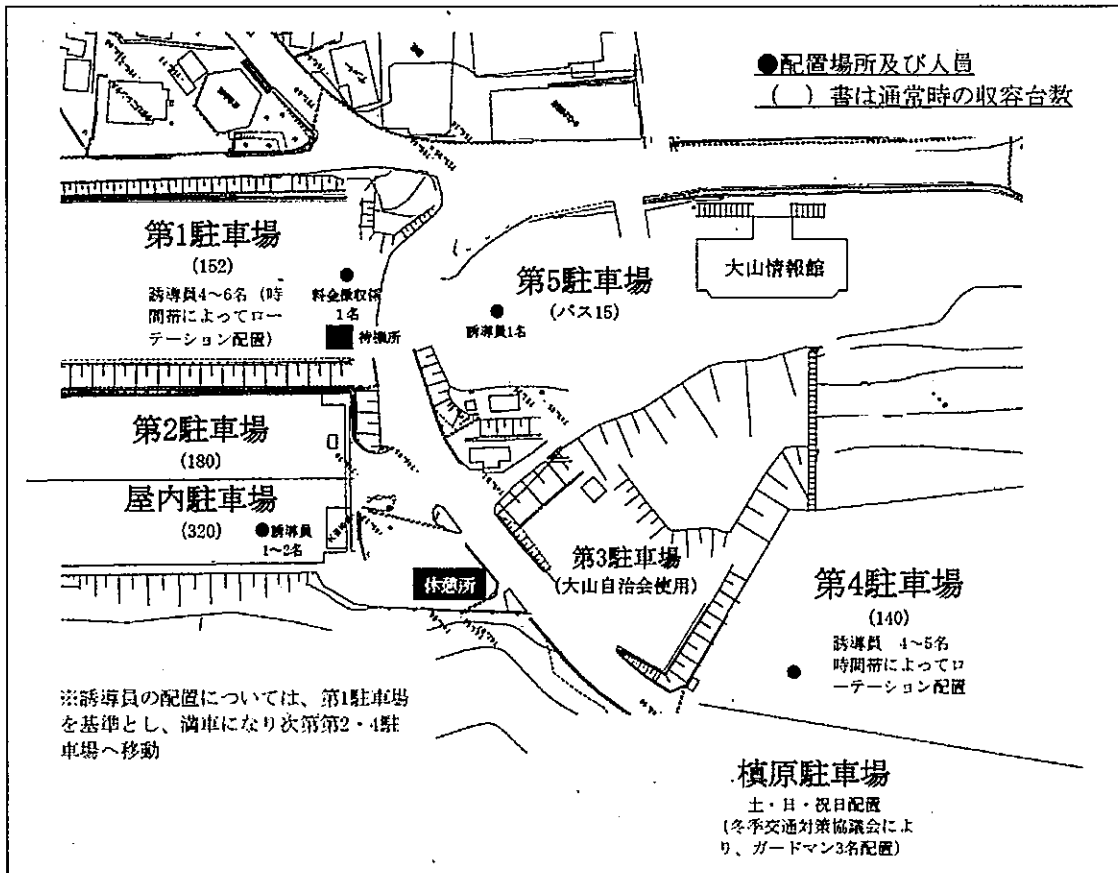 ●配置場所及び人員
（　）書は通常時の収容台数
第1駐車場
(152)
誘導員4～6名（時
間帯によってロー
テーション配置）
料金徴収係
1名
待機所
第5駐車場
(バス15)
誘導員1名
大山情報館
第2駐車場
(180)
屋内駐車場
(320)
●誘導員
1～2名
休憩所
第3駐車場
(大山自治会使用)
第4駐車場
(140)
誘導員　4～5名
時間帯によってロ
ーテーション配置
※誘導員の配置については、第1駐車場
を基準とし、満車になり次第第2・4駐
車場へ移動
槙原駐車場
土・日・祝日配置
(冬季交通対策協議会によ
り、ガードマン3名配置)